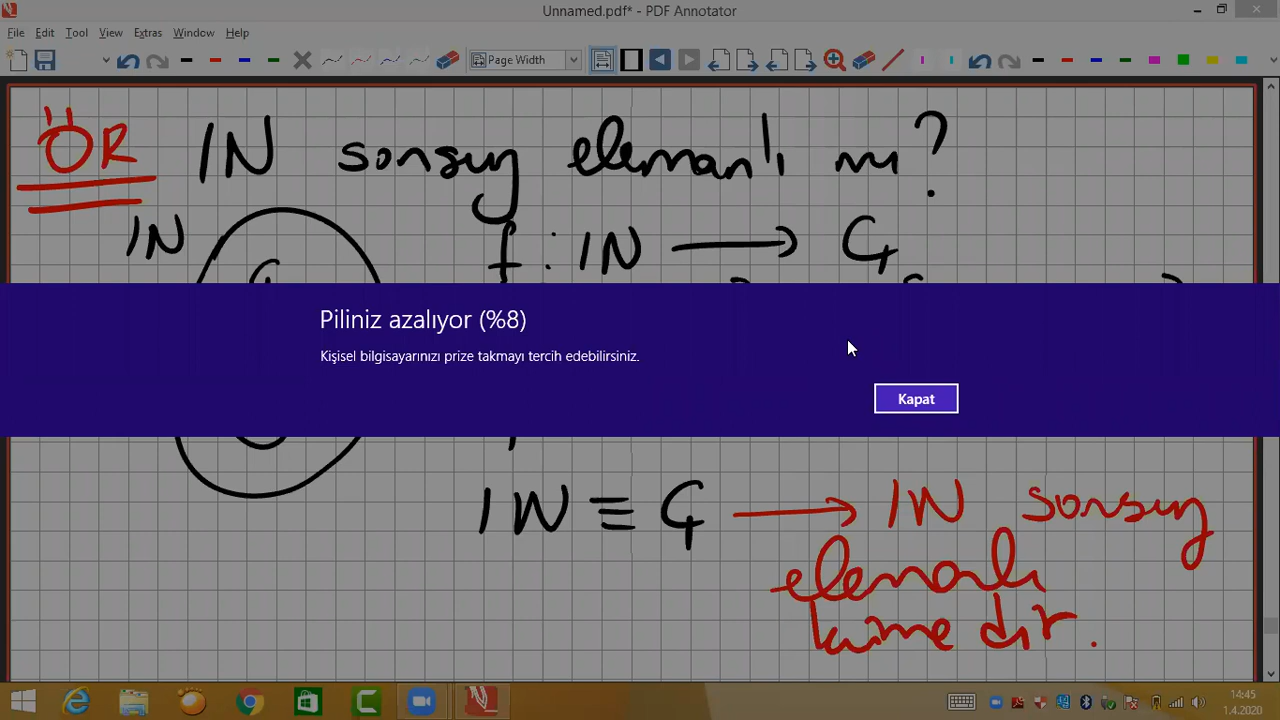 Unnamed.pdf* - PDF Annotator
File Edit Tool View Extras Window Help
Page Width
ÖR IN sonsuz elemanlı mı?
IN f : IN → Ç
Piliniz azalıyor (%8)
Kişisel bilgisayarınızı prize takmayı tercih edebilirsiniz.
Kapat
IN ≡ Ç → IN sonsuz
elemanlı
kümedir.
14:45
1.4.2020